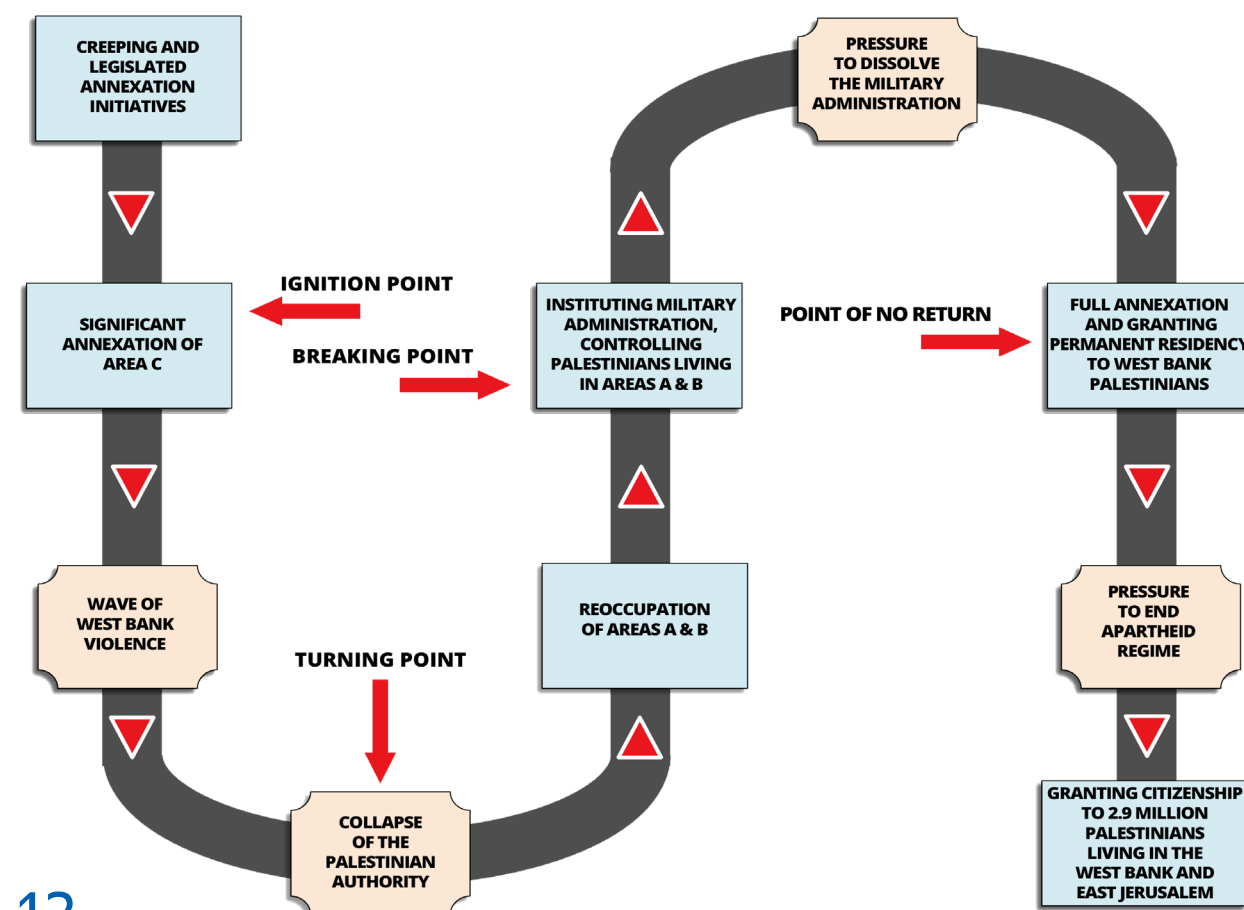 CREEPING AND
LEGISLATED
ANNEXATION
INITIATIVES
SIGNIFICANT
ANNEXATION OF
AREA C
IGNITION POINT
BREAKING POINT
WAVE OF
WEST BANK
VIOLENCE
TURNING POINT
COLLAPSE
OF THE
PALESTINIAN
AUTHORITY
REOCCUPATION
OF AREAS A & B
INSTITUTING MILITARY
ADMINISTRATION,
CONTROLLING
PALESTINIANS LIVING
IN AREAS A & B
PRESSURE
TO DISSOLVE
THE MILITARY
ADMINISTRATION
POINT OF NO RETURN
FULL ANNEXATION
AND GRANTING
PERMANENT RESIDENCY
TO WEST BANK
PALESTINIANS
PRESSURE
TO END
APARTHEID
REGIME
GRANTING CITIZENSHIP
TO 2.9 MILLION
PALESTINIANS
LIVING IN THE
WEST BANK AND
EAST JERUSALEM